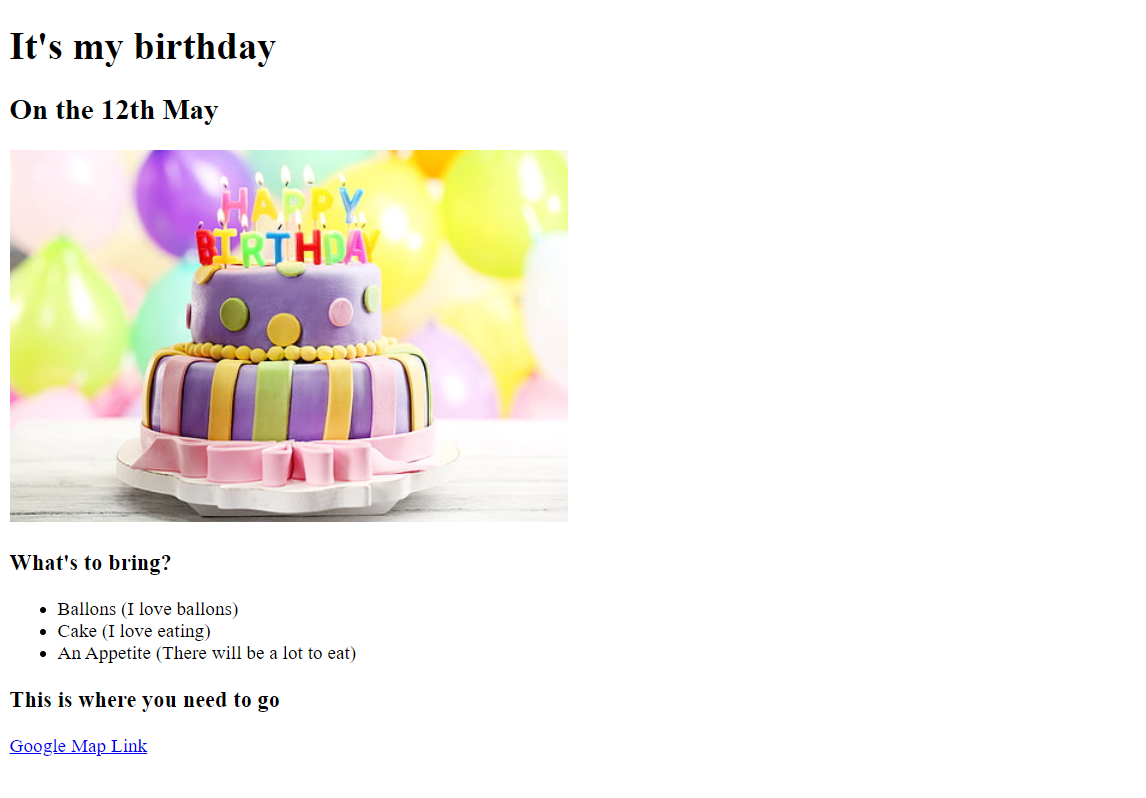 It's my birthday
On the 12th May
HAPPY
BIRTHDAY
What's to bring?
Ballons (I love ballons)
Cake (I love eating)
An Appetite (There will be a lot to eat)
This is where you need to go
Google Map Link